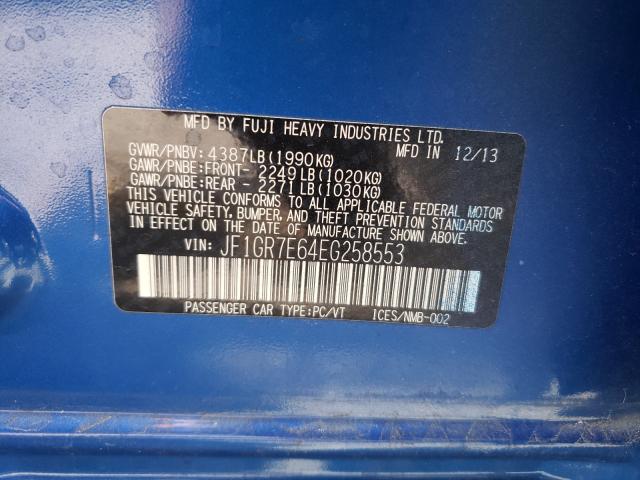 MFD BY FUJI HEAVY INDUSTRIES LTD.
GVWR/PNBV: 4387LB(1990KG) MFD IN 12/13
GAWR/PNBE:FRONT- 2249LB(1020KG)
GAWR/PNBE:REAR - 2271LB(1030KG)
THIS VEHICLE CONFORMS TO ALL APPLICABLE FEDERAL MOTOR
VEHICLE SAFETY, BUMPER, AND THEFT PREVENTION STANDARDS
IN EFFECT ON THE DATE OF MANUFACTURE SHOWN ABOVE.
VIN: JF1GR7E64EG258553
PASSENGER CAR TYPE:PC/VT ICES/NMB-002